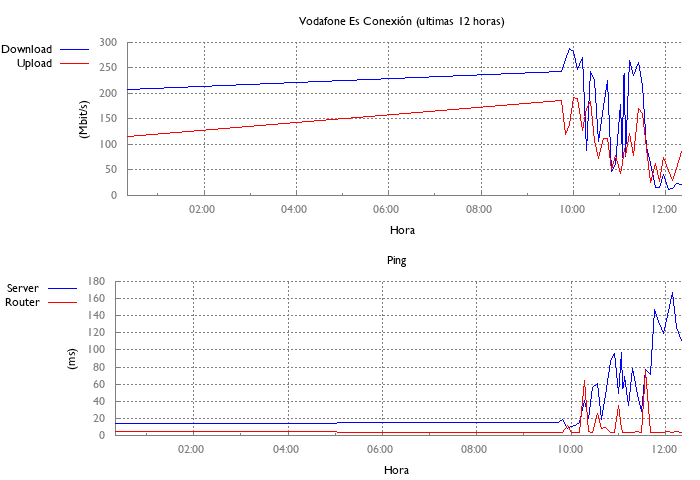 Vodafone Es Conexión (ultimas 12 horas)
Download
Upload
300
250
200
150
100
50
0
(Mbit/s)
02:00 04:00 06:00 08:00 10:00 12:00
Hora
Ping
Server
Router
180
160
140
120
100
80
60
40
20
0
(ms)
02:00 04:00 06:00 08:00 10:00 12:00
Hora